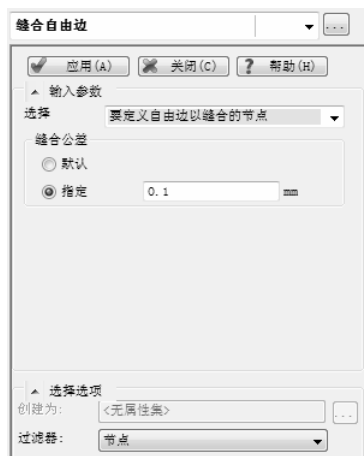 缝合自由边
...
应用(A) 关闭(C) ? 帮助(H)
输入参数
选择 要定义自由边以缝合的节点
缝合公差
默认
指定 0.1 mm
选择选项
创建为: <无属性集> ...
过滤器: 节点